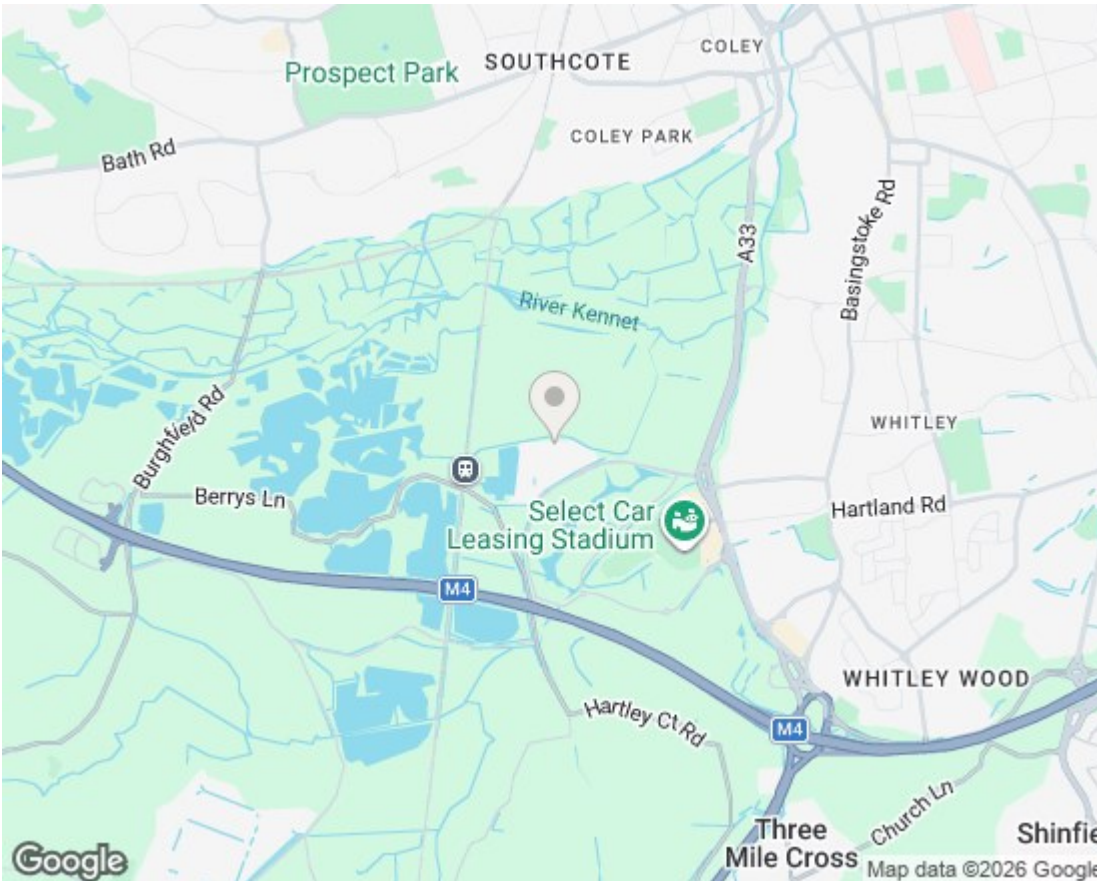 SOUTHCOTE
COLEY
Prospect Park
COLEY PARK
Bath Rd
A33
Basingstoke Rd
River Kennet
Burghfield Rd
WHITLEY
Berrys Ln
Hartland Rd
Select Car
Leasing Stadium
M4
WHITLEY WOOD
Hartley Ct Rd
M4
Church Ln
Three
Mile Cross
Shinfie
Google
Map data ©2026 Google